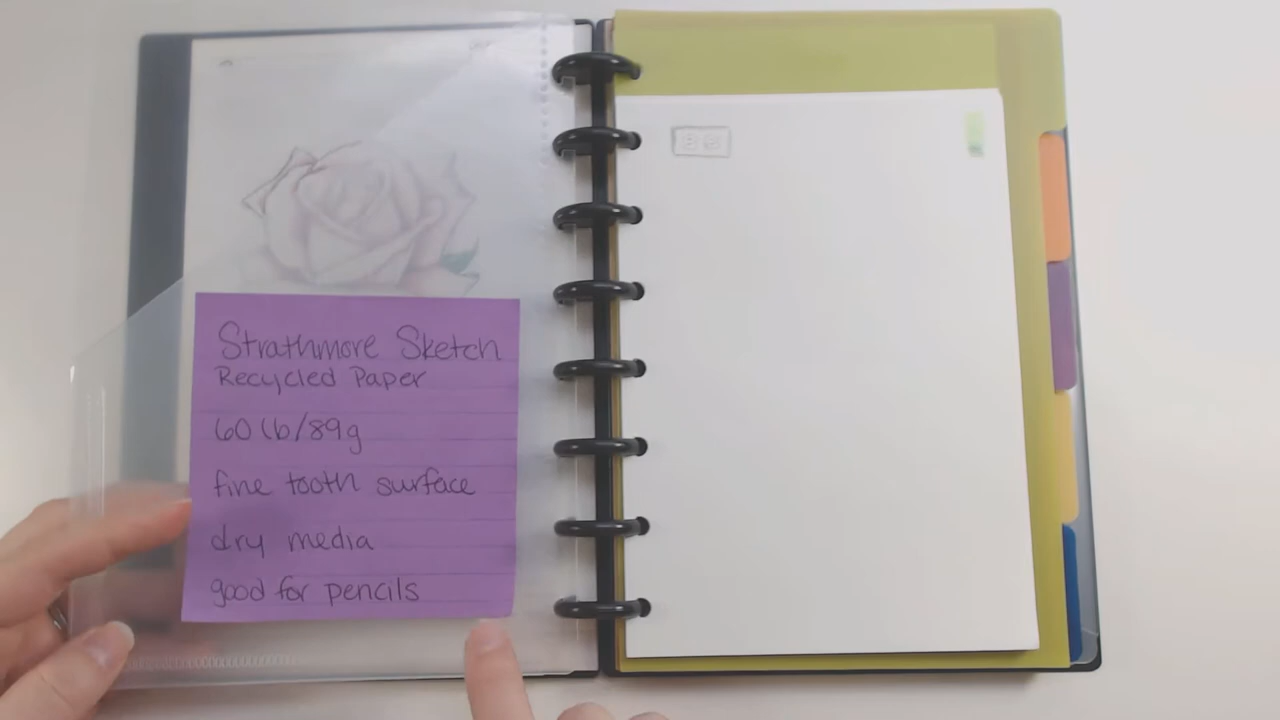 Strathmore Sketch
Recycled Paper
60 lb/89g
fine tooth surface
dry media
good for pencils